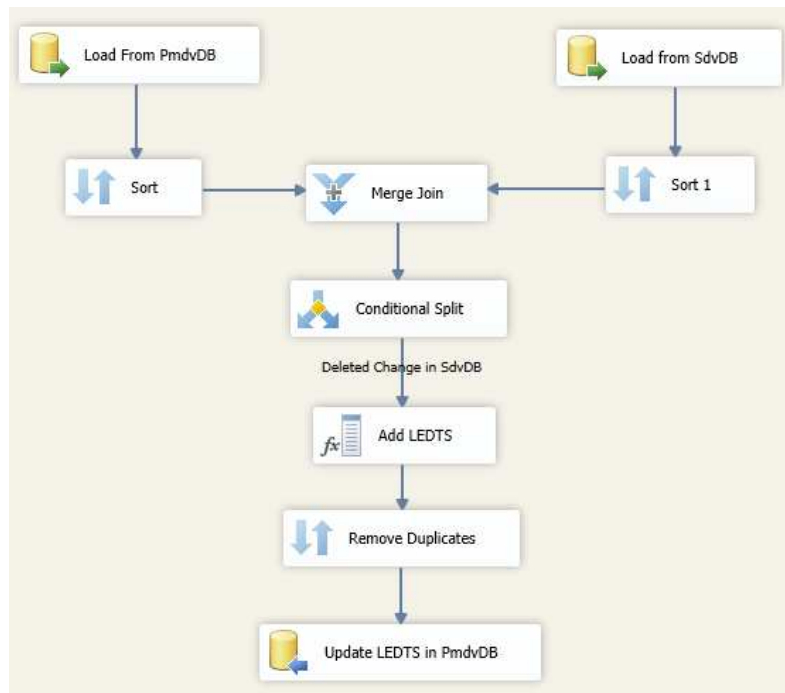 Load From PmdvDB
Load from SdvDB
Sort
Merge Join
Sort 1
Conditional Split
Deleted Change in SdvDB
fx
Add LEDTS
Remove Duplicates
Update LEDTS in PmdvDB